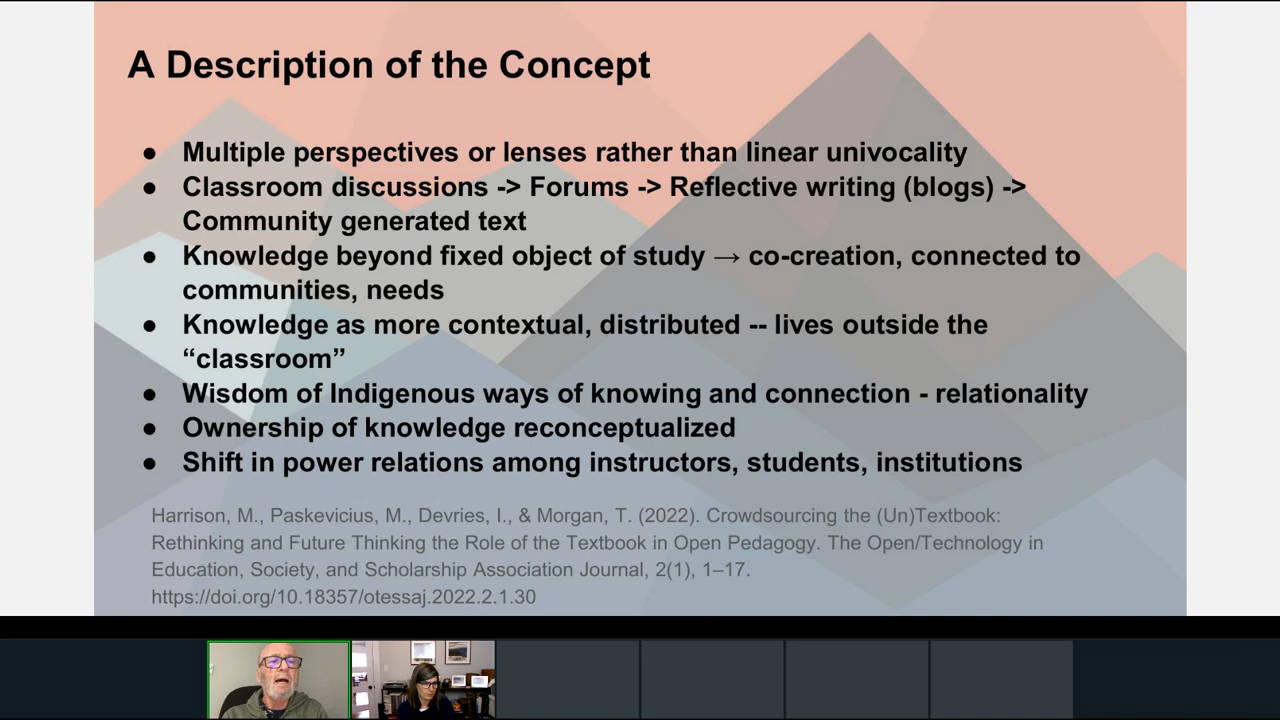 A Description of the Concept
● Multiple perspectives or lenses rather than linear univocality
● Classroom discussions -> Forums -> Reflective writing (blogs) ->
Community generated text
● Knowledge beyond fixed object of study → co-creation, connected to
communities, needs
● Knowledge as more contextual, distributed -- lives outside the
“classroom”
● Wisdom of Indigenous ways of knowing and connection - relationality
● Ownership of knowledge reconceptualized
● Shift in power relations among instructors, students, institutions
Harrison, M., Paskevicius, M., Devries, I., & Morgan, T. (2022). Crowdsourcing the (Un)Textbook:
Rethinking and Future Thinking the Role of the Textbook in Open Pedagogy. The Open/Technology in
Education, Society, and Scholarship Association Journal, 2(1), 1–17.
https://doi.org/10.18357/otessaj.2022.2.1.30